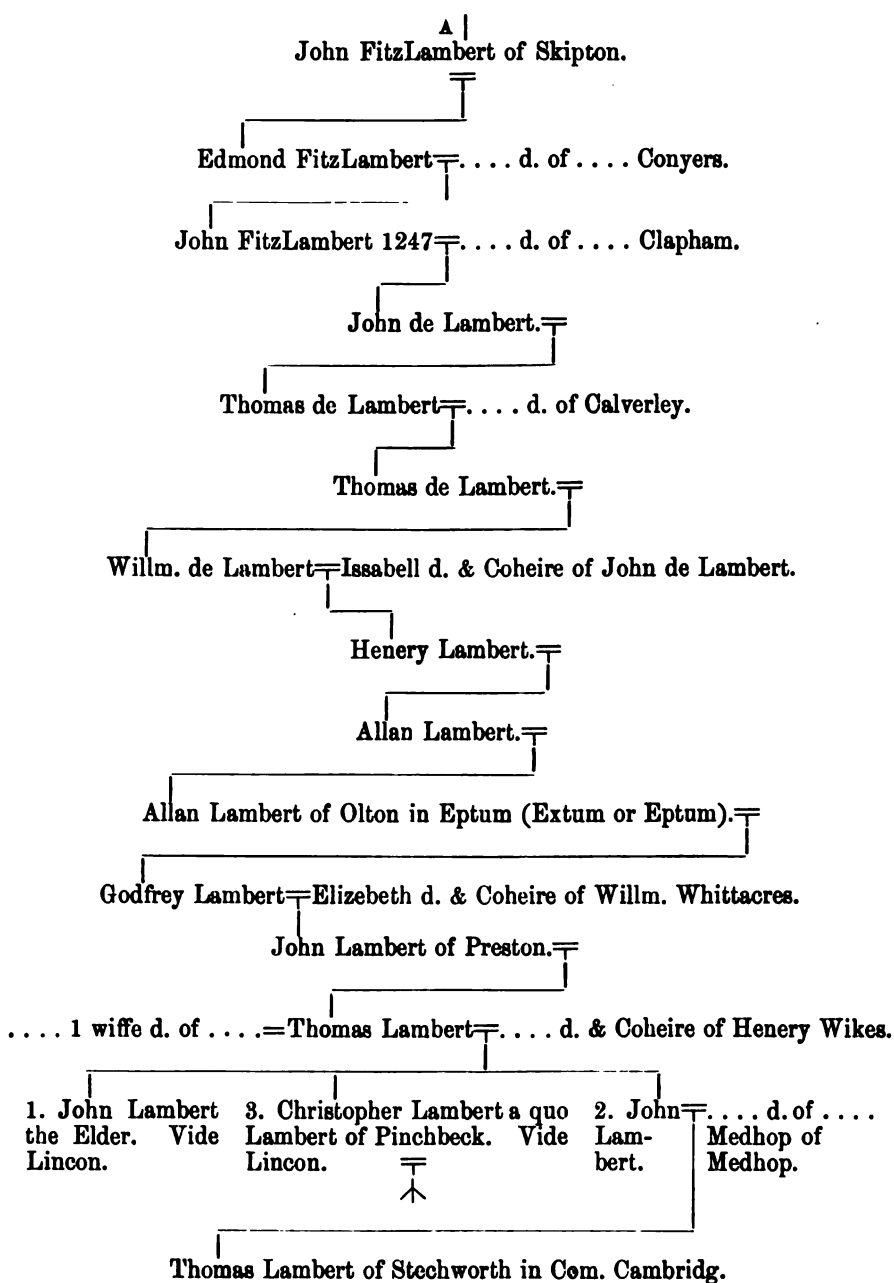 A
John FitzLambert of Skipton.
Edmond FitzLambert . . . . d. of . . . . Conyers.
John FitzLambert 1247 . . . . d. of . . . . Clapham.
John de Lambert.
Thomas de Lambert . . . . d. of Calverley.
Thomas de Lambert.
Willm. de Lambert Issabell d. & Coheire of John de Lambert.
Henery Lambert.
Allan Lambert.
Allan Lambert of Olton in Eptum (Extum or Eptum).
Godfrey Lambert Elizebeth d. & Coheire of Willm. Whittacres.
John Lambert of Preston.
. . . . 1 wiffe d. of . . . . = Thomas Lambert . . . . d. & Coheire of Henery Wikes.
1. John Lambert
the Elder. Vide
Lincon.
3. Christopher Lambert a quo
Lambert of Pinchbeck. Vide
Lincon.
2. John
Lam-
bert.
. . . . d. of . . . .
Medhop of
Medhop.
Thomas Lambert of Stechworth in Com. Cambridg.